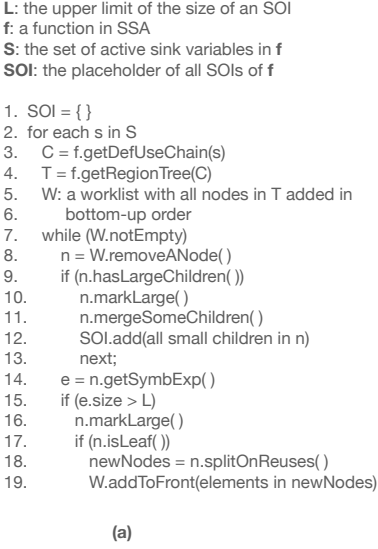 L: the upper limit of the size of an SOI
f: a function in SSA
S: the set of active sink variables in f
SOI: the placeholder of all SOIs of f
1. SOI = { }
2. for each s in S
3. C = f.getDefUseChain(s)
4. T = f.getRegionTree(C)
5. W: a worklist with all nodes in T added in
6. bottom-up order
7. while (W.notEmpty)
8. n = W.removeANode( )
9. if (n.hasLargeChildren( ))
10. n.markLarge( )
11. n.mergeSomeChildren( )
12. SOI.add(all small children in n)
13. next;
14. e = n.getSymbExp( )
15. if (e.size > L)
16. n.markLarge( )
17. if (n.isLeaf( ))
18. newNodes = n.splitOnReuses( )
19. W.addToFront(elements in newNodes)
(a)